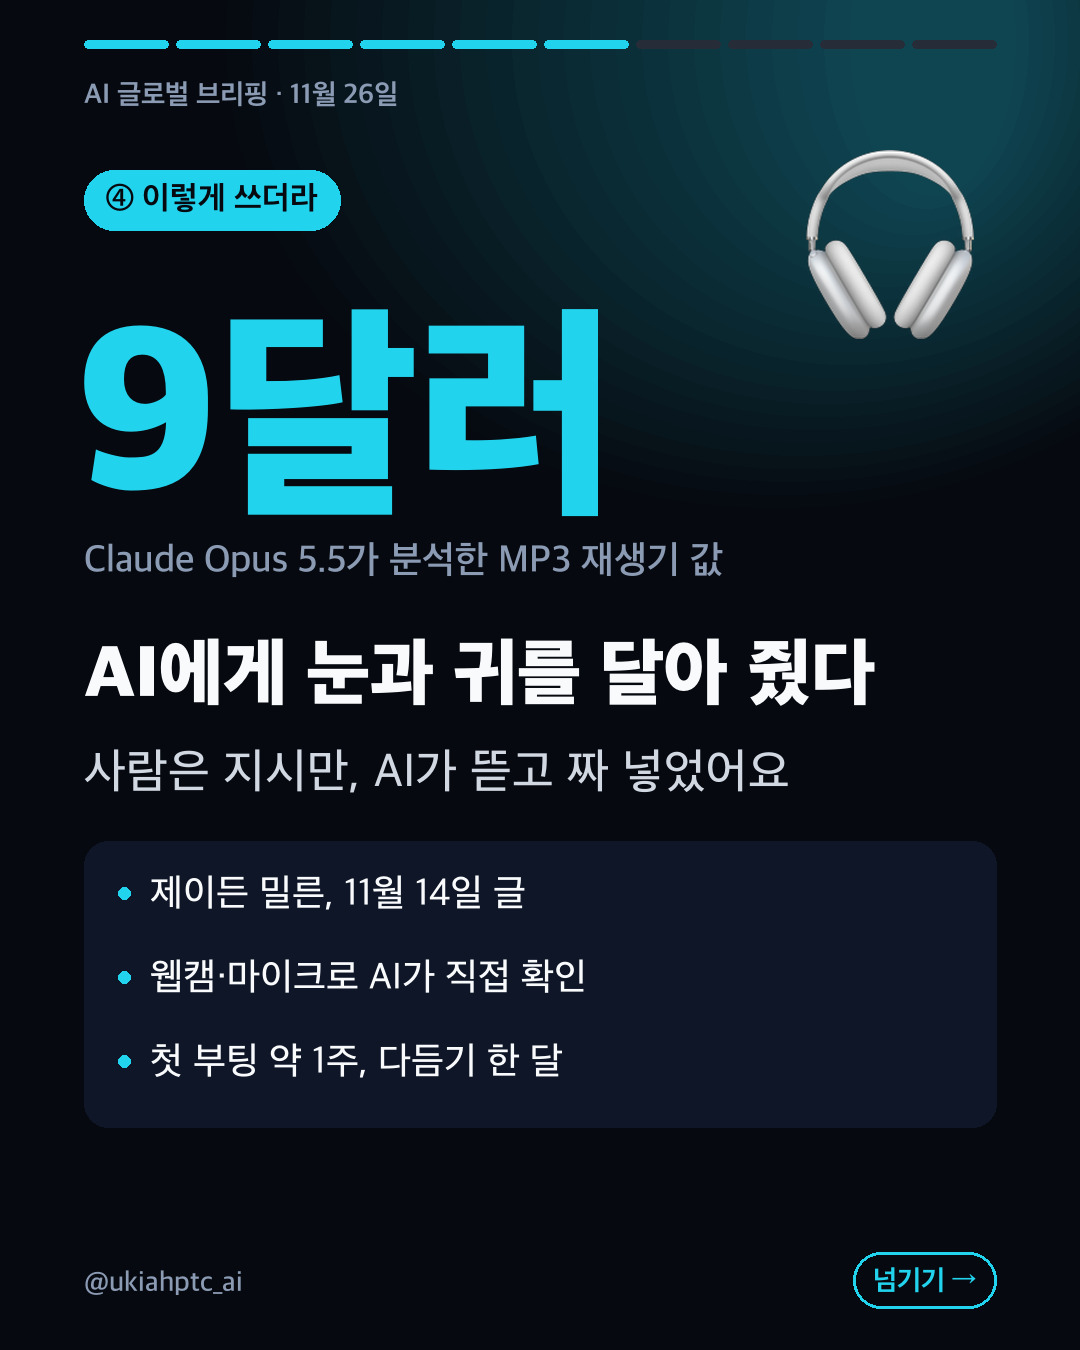 AI 글로벌 브리핑 · 11월 26일
④ 이렇게 쓰더라
9달러
Claude Opus 5.5가 분석한 MP3 재생기 값
AI에게 눈과 귀를 달아 줬다
사람은 지시만, AI가 뜯고 짜 넣었어요
• 제이든 밀른, 11월 14일 글
• 웹캠·마이크로 AI가 직접 확인
• 첫 부팅 약 1주, 다듬기 한 달
@ukiahptc_ai
넘기기 →